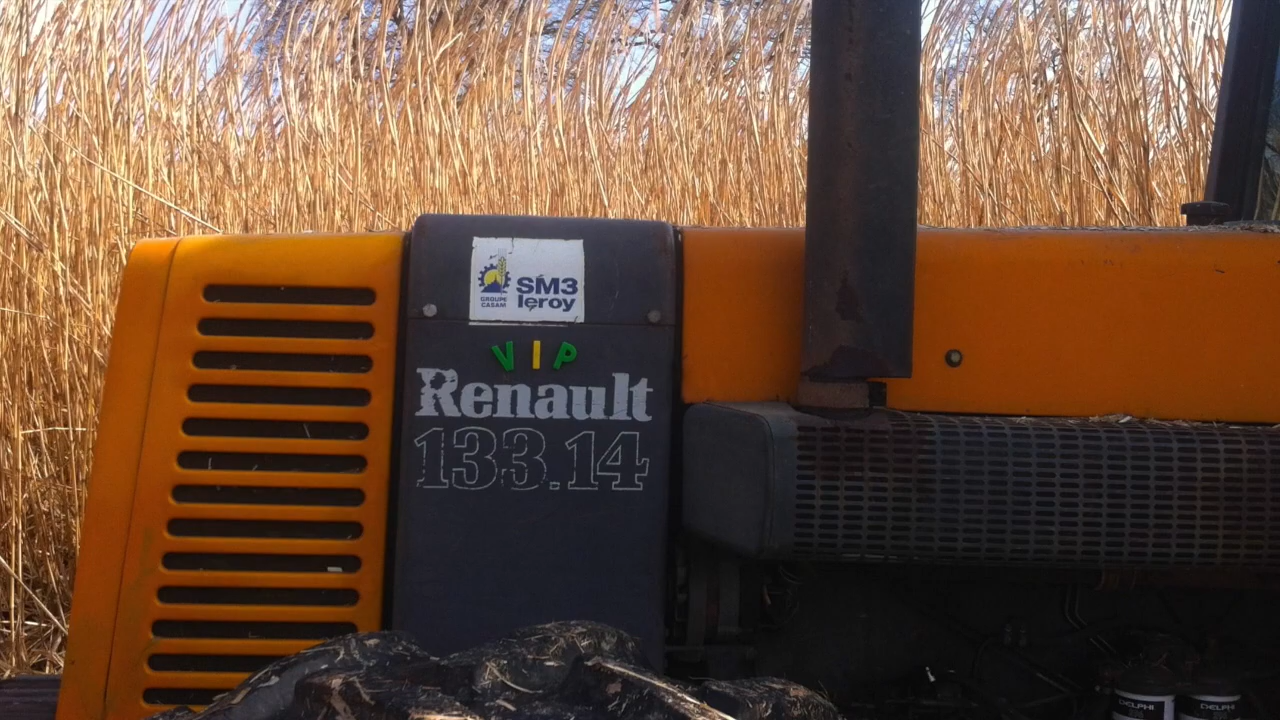 SM3
leroy
GROUPE
CASAM
VIP
Renault
133.14
DELPHI
DELPHI